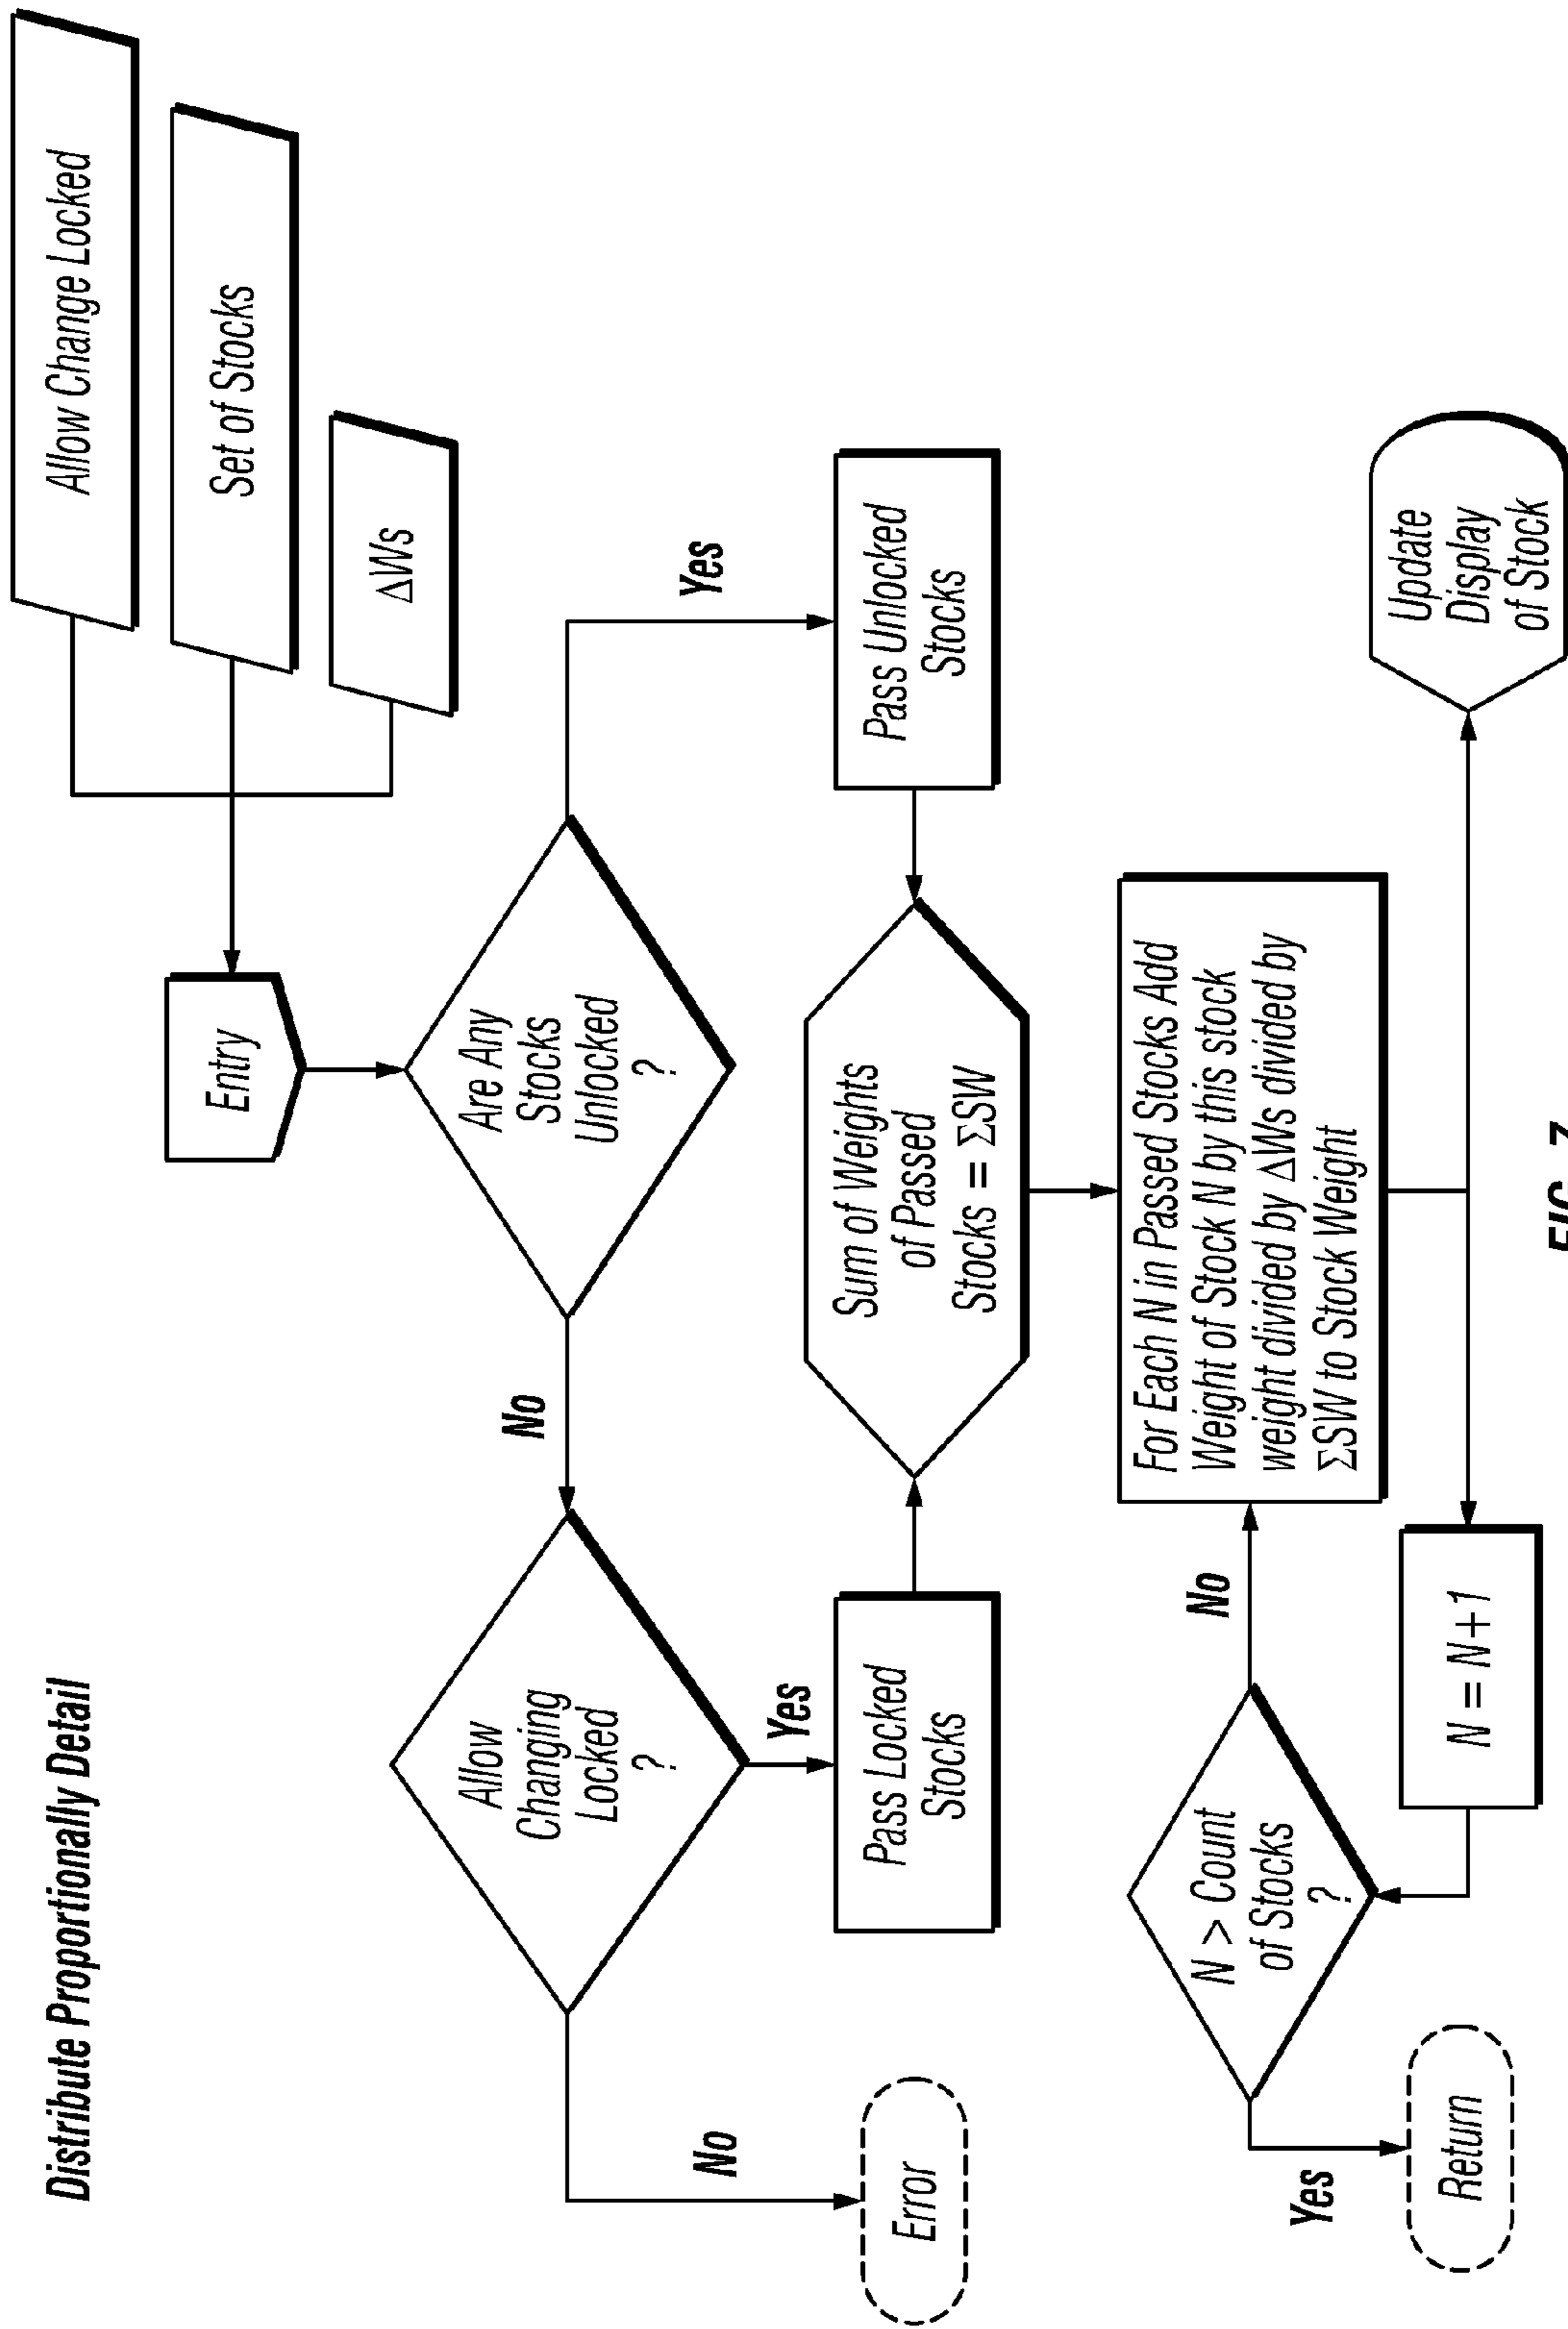 Distribute Proportionally Detail
Allow Change Locked
Set of Stocks
ΔWs
Entry
Are Any
Stocks
Unlocked
?
No
Yes
Allow
Changing
Locked
?
No
Yes
Error
Pass Locked
Stocks
Pass Unlocked
Stocks
Sum of Weights
of Passed
Stocks = ΣSW
For Each N in Passed Stocks Add
Weight of Stock N by this stock
weight divided by ΔWs divided by
ΣSW to Stock Weight
N > Count
of Stocks
?
No
Yes
Return
N = N + 1
Update
Display
of Stock
FIG. 7